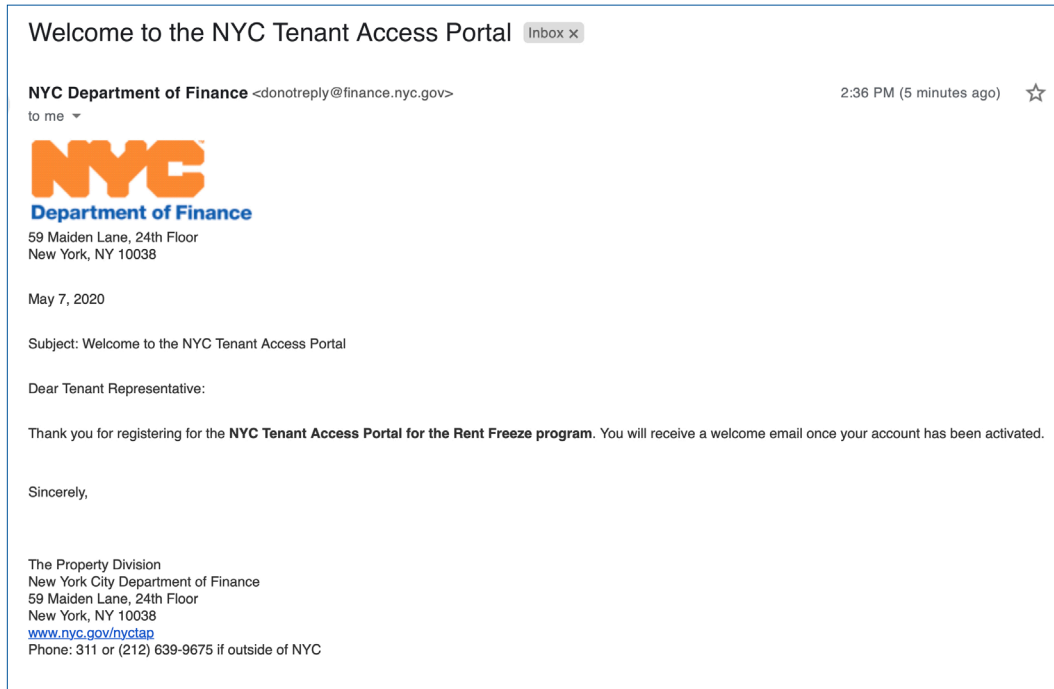 Welcome to the NYC Tenant Access Portal Inbox x
NYC Department of Finance <donotreply@finance.nyc.gov> 2:36 PM (5 minutes ago)
to me
NYC
Department of Finance
59 Maiden Lane, 24th Floor
New York, NY 10038
May 7, 2020
Subject: Welcome to the NYC Tenant Access Portal
Dear Tenant Representative:
Thank you for registering for the NYC Tenant Access Portal for the Rent Freeze program. You will receive a welcome email once your account has been activated.
Sincerely,
The Property Division
New York City Department of Finance
59 Maiden Lane, 24th Floor
New York, NY 10038
www.nyc.gov/nyctap
Phone: 311 or (212) 639-9675 if outside of NYC